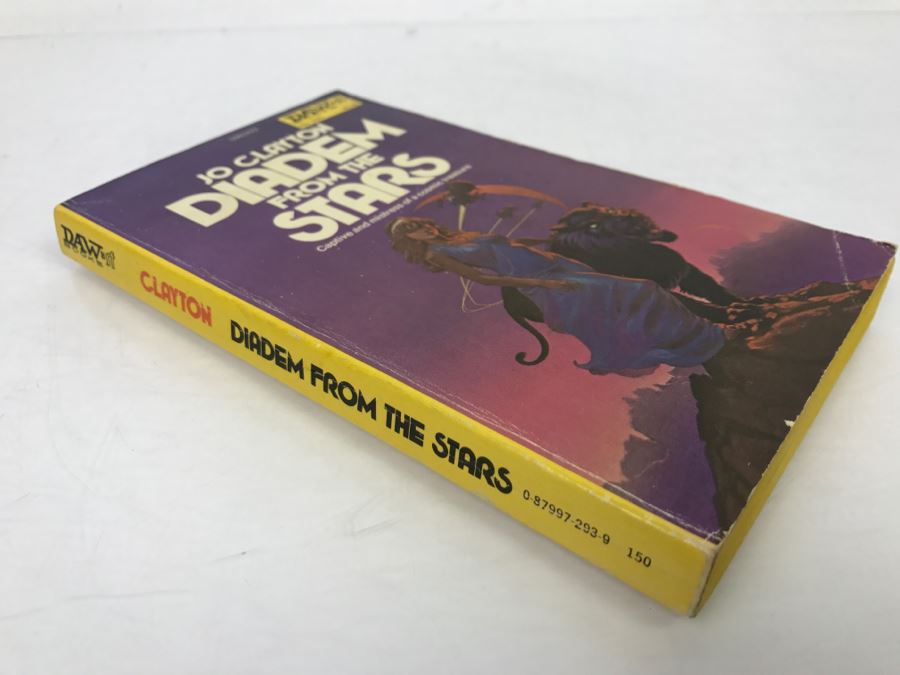 JO CLAYTON
DIADEM
FROM THE
STARS
Captive and mistress of a cosmic treasure
DAW
BOOKS
CLAYTON
DIADEM FROM THE STARS
0-87997-293-9
150